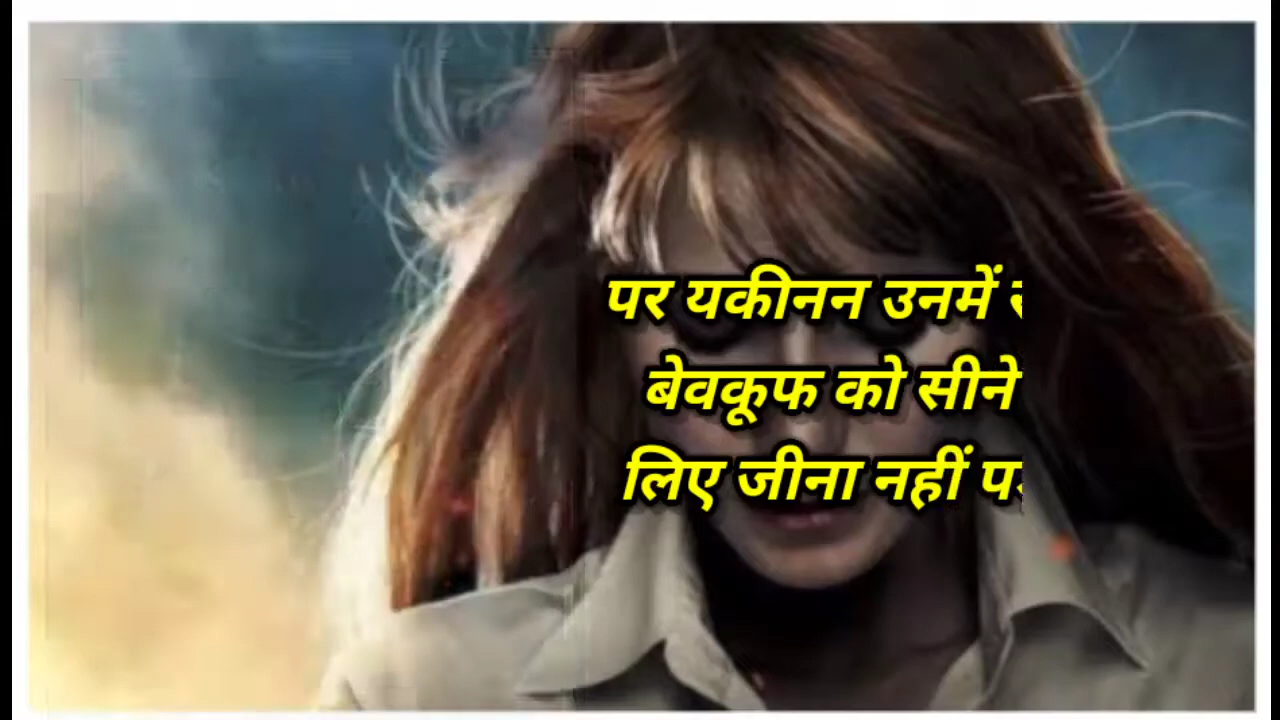 पर यकीनन उनमें
बेवकूफ को सीने
लिए जीना नहीं